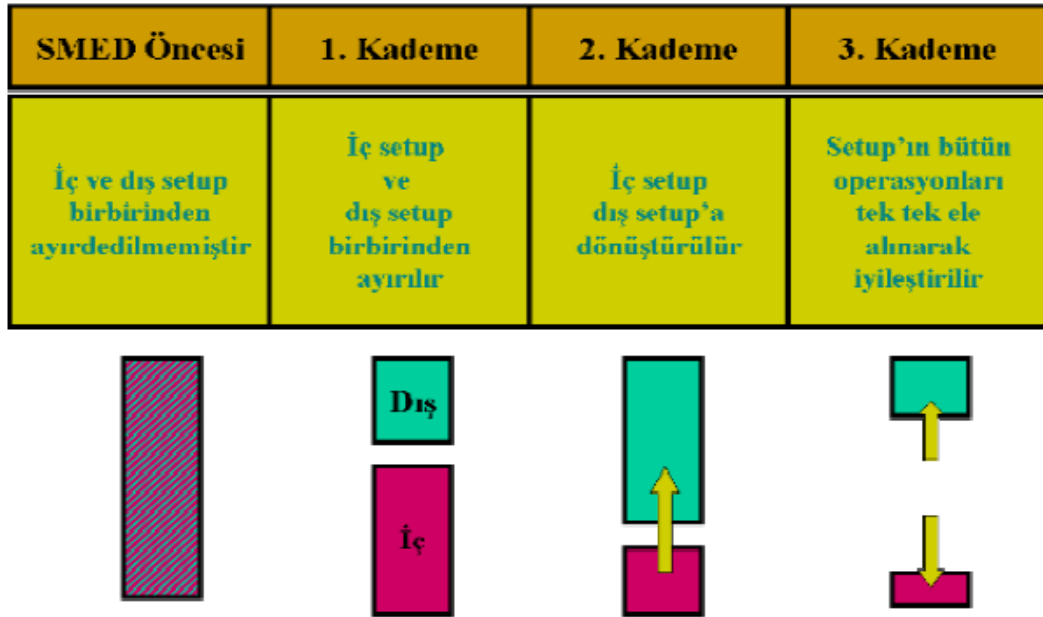 SMED Öncesi
1. Kademe
2. Kademe
3. Kademe
İç ve dış setup
birbirinden
ayırdedilmemiştir
İç setup
ve
dış setup
birbirinden
ayırılır
İç setup
dış setup’a
dönüştürülür
Setup’ın bütün
operasyonları
tek tek ele
alınarak
iyileştirilir
Dış
İç